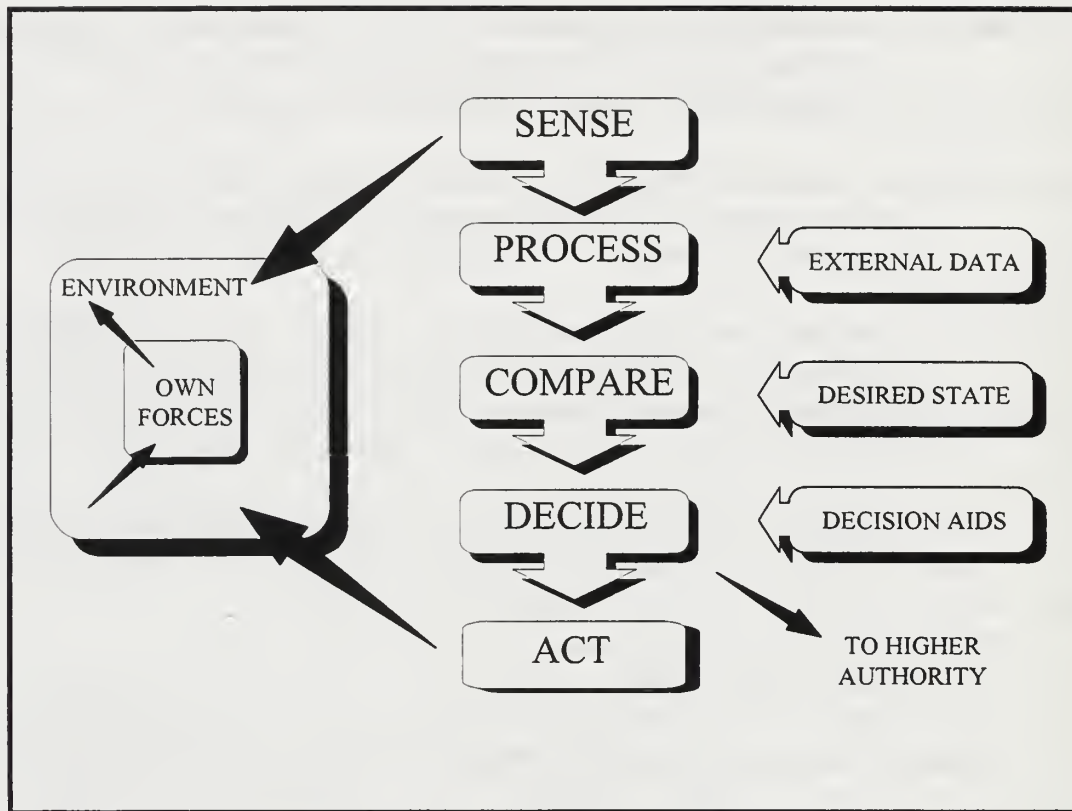 SENSE
PROCESS
EXTERNAL DATA
ENVIRONMENT
OWN
FORCES
COMPARE
DESIRED STATE
DECIDE
DECISION AIDS
ACT
TO HIGHER
AUTHORITY